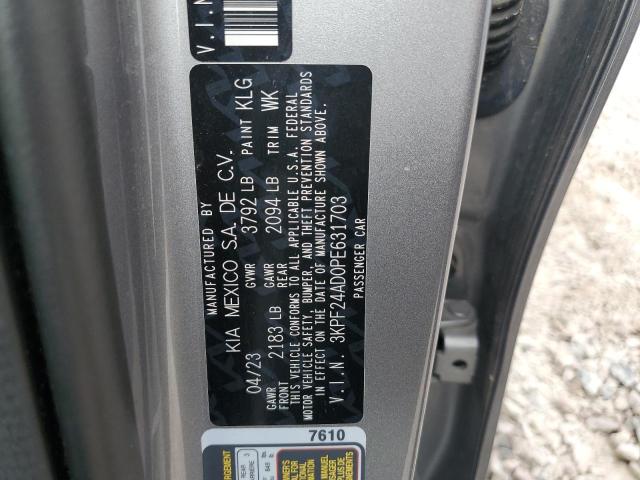 V.I.N
MANUFACTURED BY
KIA MEXICO S.A. DE C.V.
04/23 GVWR 3792 LB PAINT KLG
GAWR FRONT 2183 LB GAWR REAR 2094 LB TRIM WK
THIS VEHICLE CONFORMS TO ALL APPLICABLE U.S.A. FEDERAL
MOTOR VEHICLE SAFETY, BUMPER, AND THEFT PREVENTION STANDARDS
IN EFFECT ON THE DATE OF MANUFACTURE SHOWN ABOVE.
V.I.N. 3KPF24AD0PE631703
PASSENGER CAR
7610